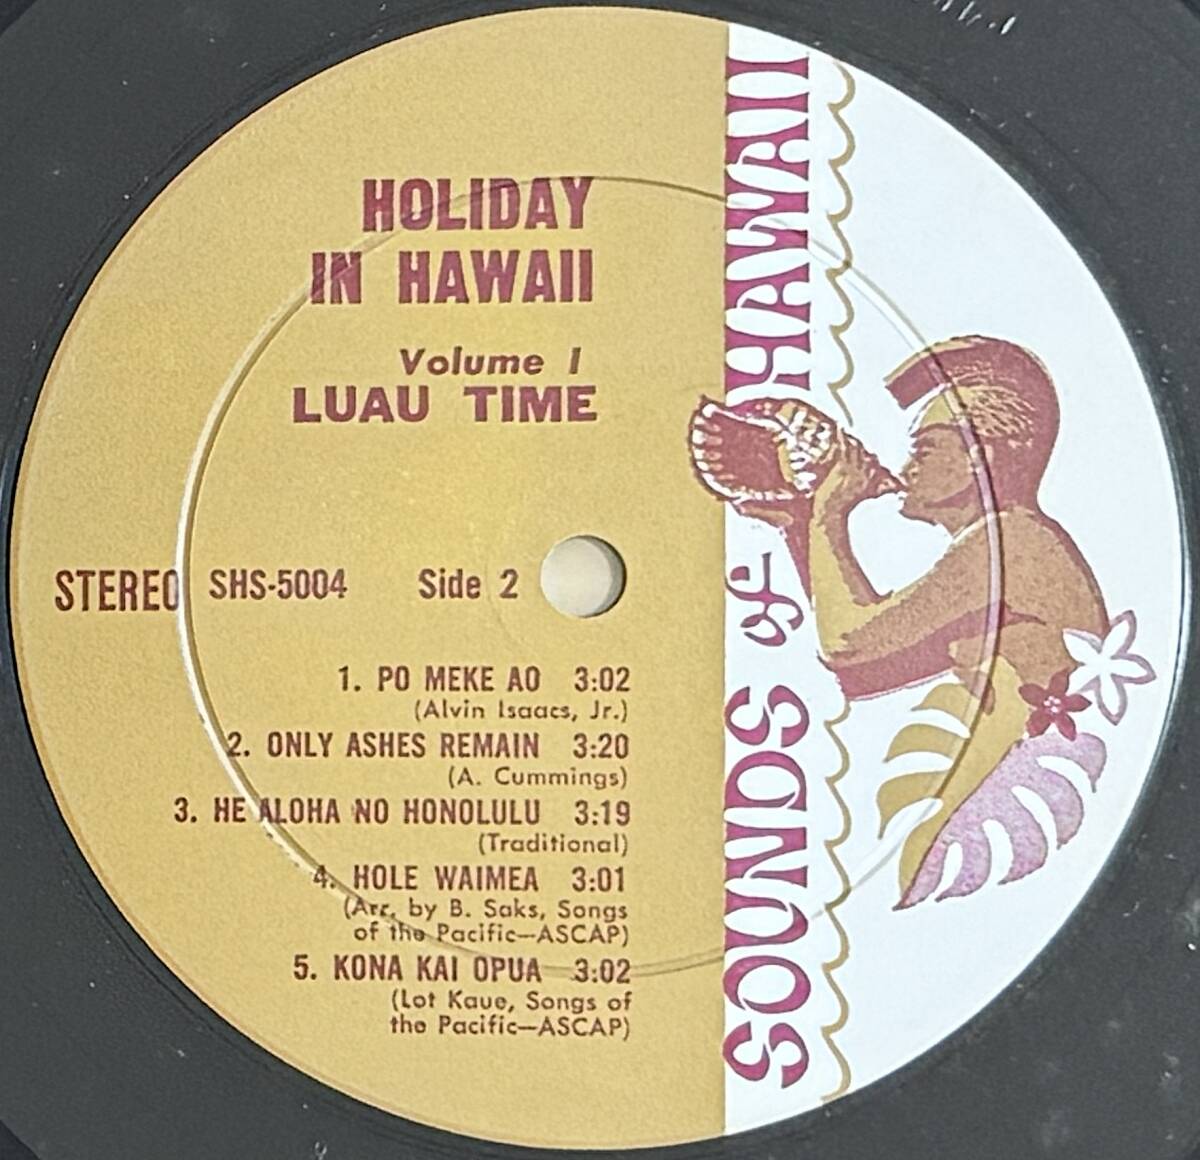 HOLIDAY
IN HAWAII
Volume I
LUAU TIME
STEREO SHS-5004 Side 2
1. PO MEKE AO 3:02
(Alvin Isaacs, Jr.)
2. ONLY ASHES REMAIN 3:20
(A. Cummings)
3. HE ALOHA NO HONOLULU 3:19
(Traditional)
4. HOLE WAIMEA 3:01
(Arr. by B. Saks, Songs
of the Pacific—ASCAP)
5. KONA KAI OPUA 3:02
(Lot Kaue, Songs of
the Pacific—ASCAP)
SOUNDS of HAWAII